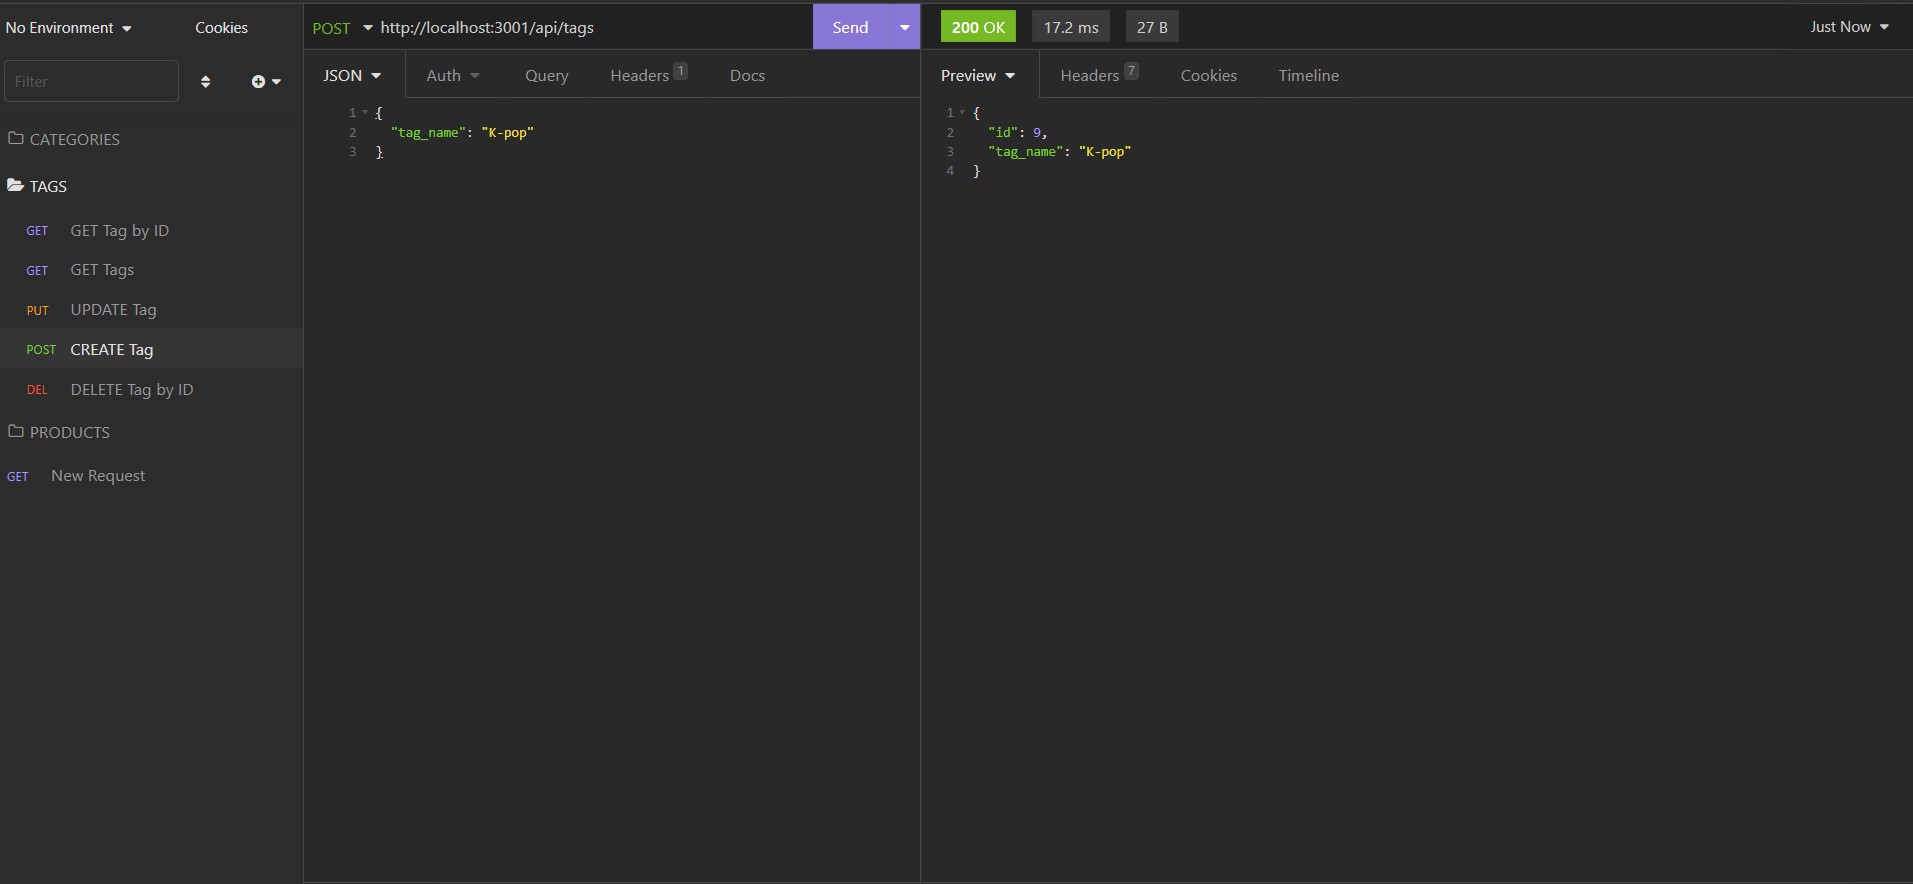 No Environment
Cookies
Filter
CATEGORIES
TAGS
GET GET Tag by ID
GET GET Tags
PUT UPDATE Tag
POST CREATE Tag
DEL DELETE Tag by ID
PRODUCTS
GET New Request
POST http://localhost:3001/api/tags Send
JSON Auth Query Headers 1 Docs
1 {
2 "tag_name": "K-pop"
3 }
200 OK 17.2 ms 27 B Just Now
Preview Headers 7 Cookies Timeline
1 {
2 "id": 9,
3 "tag_name": "K-pop"
4 }